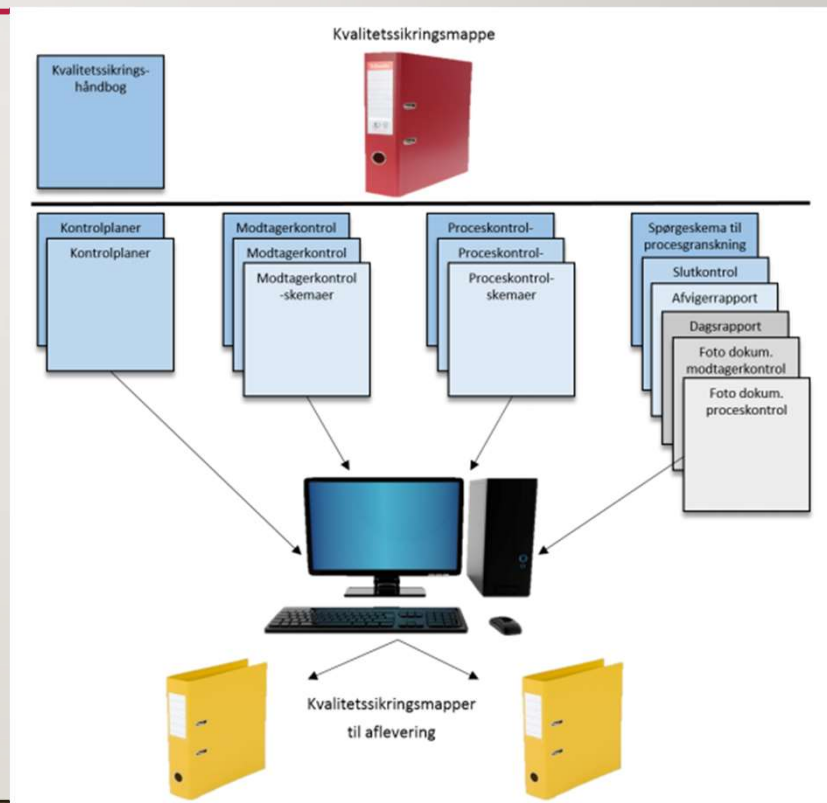 Kvalitetssikringsmappe
Kvalitetssikrings-
håndbog
Kontrolplaner
Kontrolplaner
Modtagerkontrol
Modtagerkontrol
Modtagerkontrol
-skemaer
Proceskontrol-
Proceskontrol-
Proceskontrol-
skemaer
Spørgeskema til
procesgranskning
Slutkontrol
Afvigerrapport
Dagsrapport
Foto dokum.
modtagerkontrol
Foto dokum.
proceskontrol
Kvalitetssikringsmapper
til aflevering